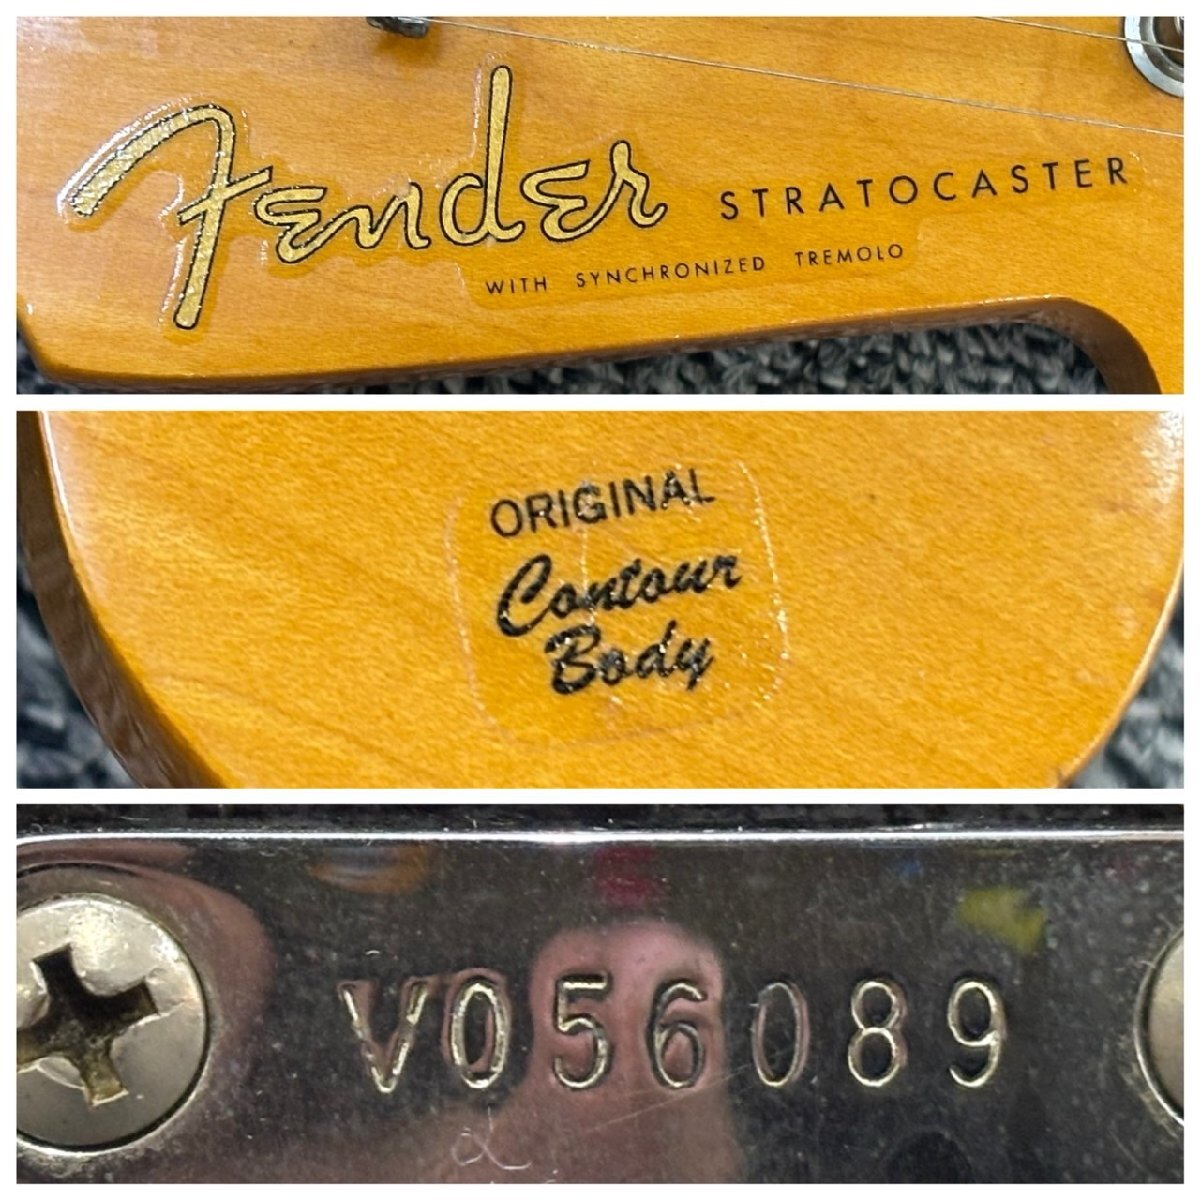 Fender STRATOCASTER
WITH SYNCHRONIZED TREMOLO
ORIGINAL
Contour
Body
V056089